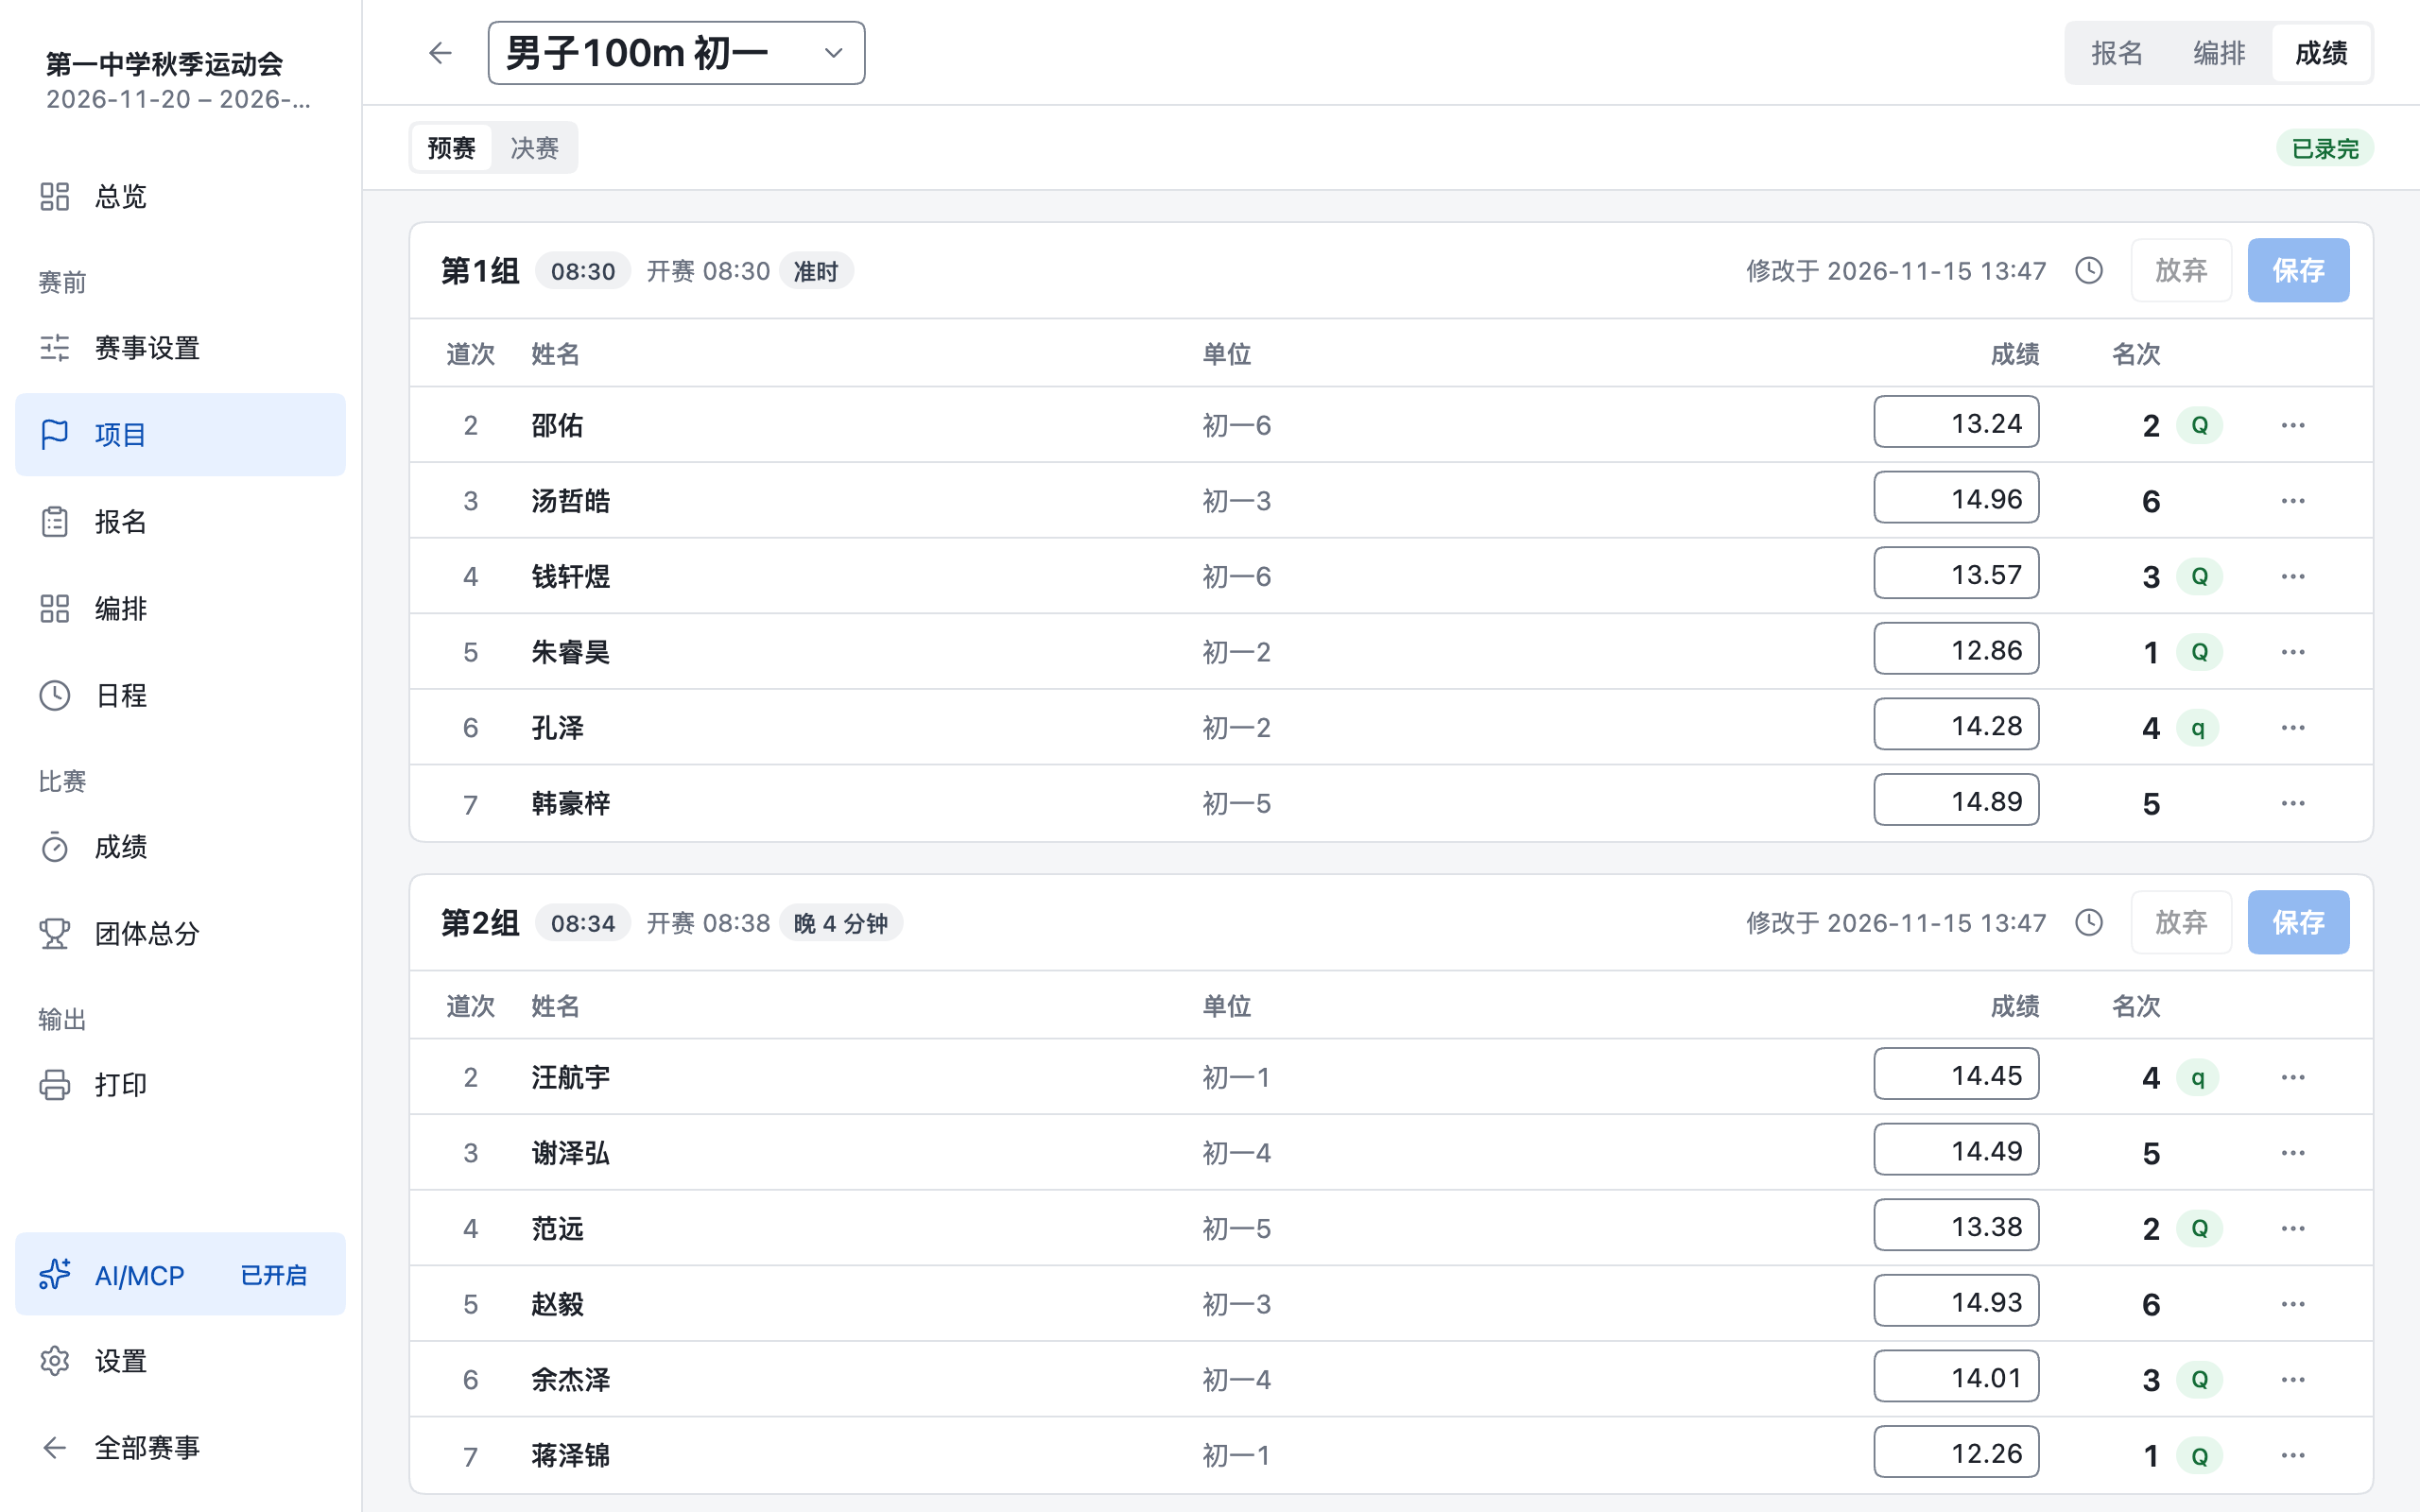 第一中学秋季运动会
2026-11-20 – 2026-...
总览
赛前
赛事设置
项目
报名
编排
日程
比赛
成绩
团体总分
输出
打印
AI/MCP 已开启
设置
全部赛事
男子100m 初一
报名 编排 成绩
预赛 决赛
已录完
第1组 08:30 开赛 08:30 准时 修改于 2026-11-15 13:47 放弃 保存
道次 姓名 单位 成绩 名次
2 邵佑 初一6 13.24 2 Q ...
3 汤哲皓 初一3 14.96 6 ...
4 钱轩煜 初一6 13.57 3 Q ...
5 朱睿昊 初一2 12.86 1 Q ...
6 孔泽 初一2 14.28 4 q ...
7 韩豪梓 初一5 14.89 5 ...
第2组 08:34 开赛 08:38 晚 4 分钟 修改于 2026-11-15 13:47 放弃 保存
道次 姓名 单位 成绩 名次
2 汪航宇 初一1 14.45 4 q ...
3 谢泽弘 初一4 14.49 5 ...
4 范远 初一5 13.38 2 Q ...
5 赵毅 初一3 14.93 6 ...
6 余杰泽 初一4 14.01 3 Q ...
7 蒋泽锦 初一1 12.26 1 Q ...